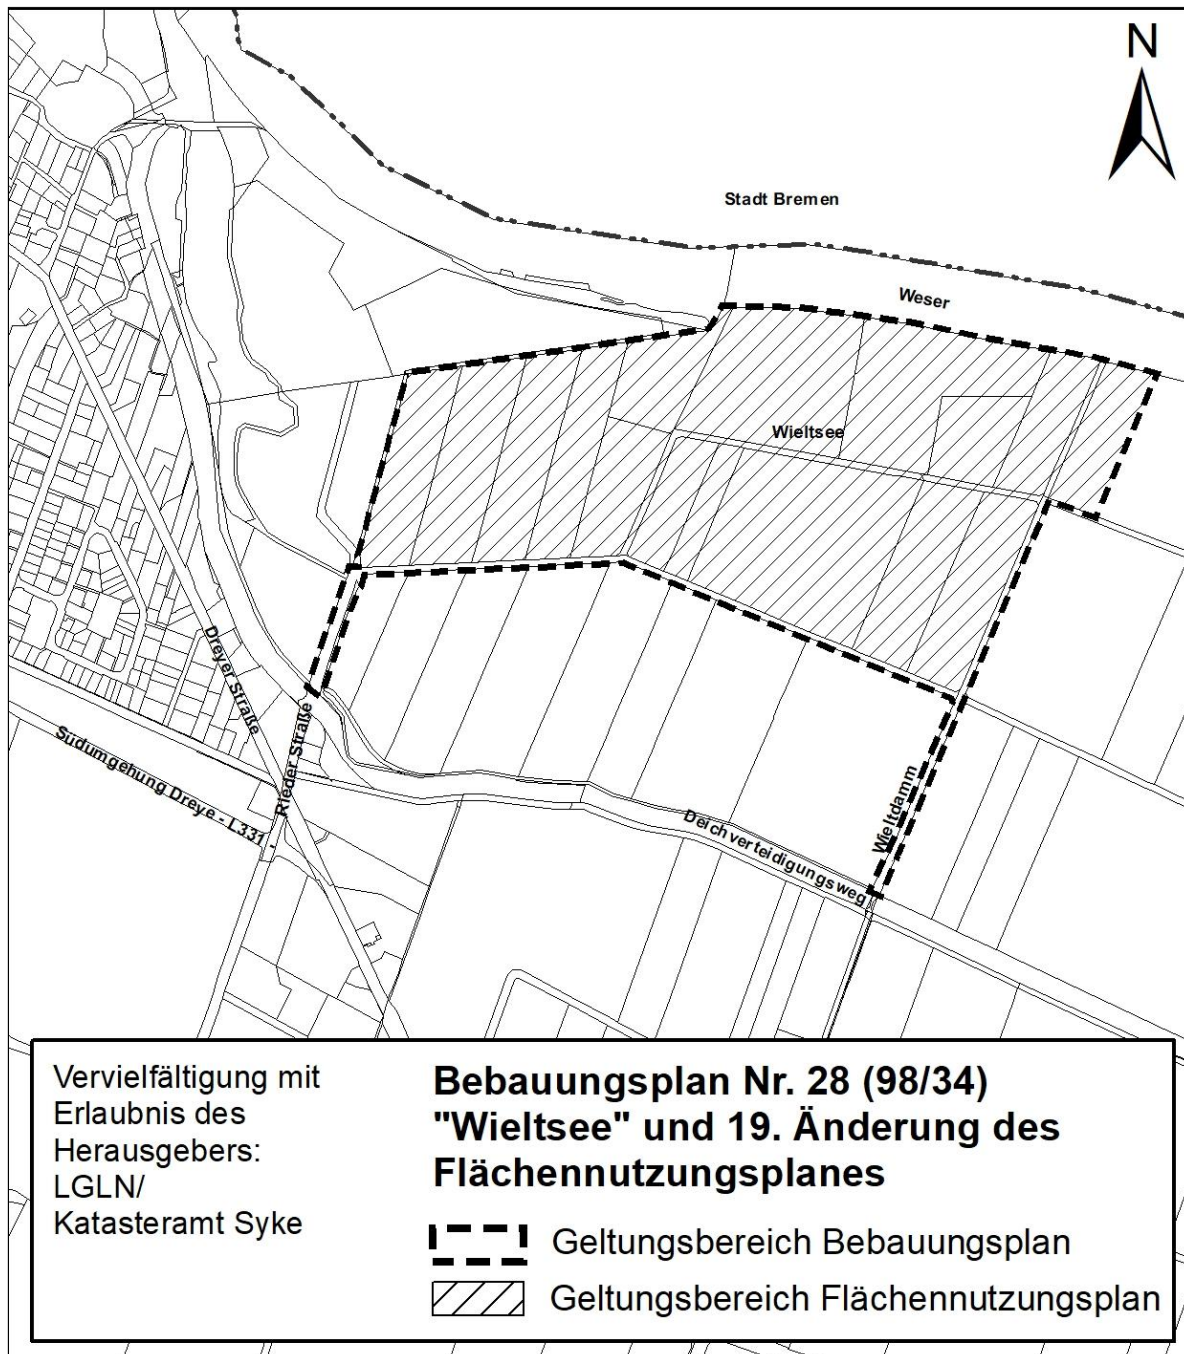 N
Stadt Bremen
Weser
Wieltsee
Dreyer Straße
Rieder Straße
Südumgehung Dreye - L331 -
Wieltdamm
Deichverteidigungsweg
Vervielfältigung mit
Erlaubnis des
Herausgebers:
LGLN/
Katasteramt Syke
Bebauungsplan Nr. 28 (98/34)
"Wieltsee" und 19. Änderung des
Flächennutzungsplanes
Geltungsbereich Bebauungsplan
Geltungsbereich Flächennutzungsplan